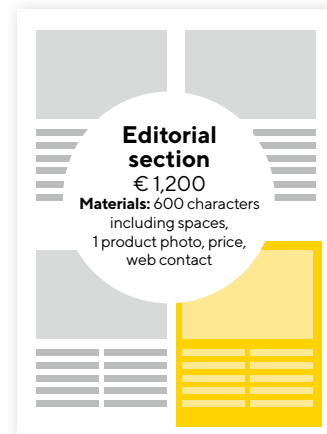 Editorial
section
€ 1,200
Materials: 600 characters
including spaces,
1 product photo, price,
web contact